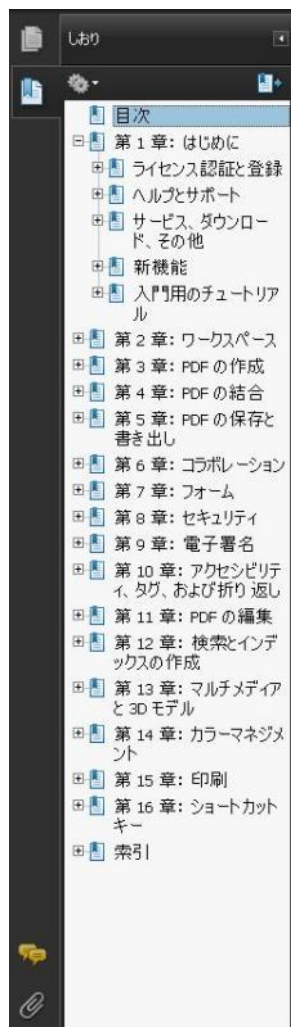 しおり
目次
第 1 章: はじめに
ライセンス認証と登録
ヘルプとサポート
サービス、ダウンロー
ド、その他
新機能
入門用のチュートリア
ル
第 2 章: ワークスペース
第 3 章: PDF の作成
第 4 章: PDF の結合
第 5 章: PDF の保存と
書き出し
第 6 章: コラボレーション
第 7 章: フォーム
第 8 章: セキュリティ
第 9 章: 電子署名
第 10 章: アクセシビリテ
ィ、タグ、および折り 返し
第 11 章: PDF の編集
第 12 章: 検索とインデ
ックスの作成
第 13 章: マルチメディア
と 3D モデル
第 14 章: カラーマネジメ
ント
第 15 章: 印刷
第 16 章: ショートカット
キー
索引